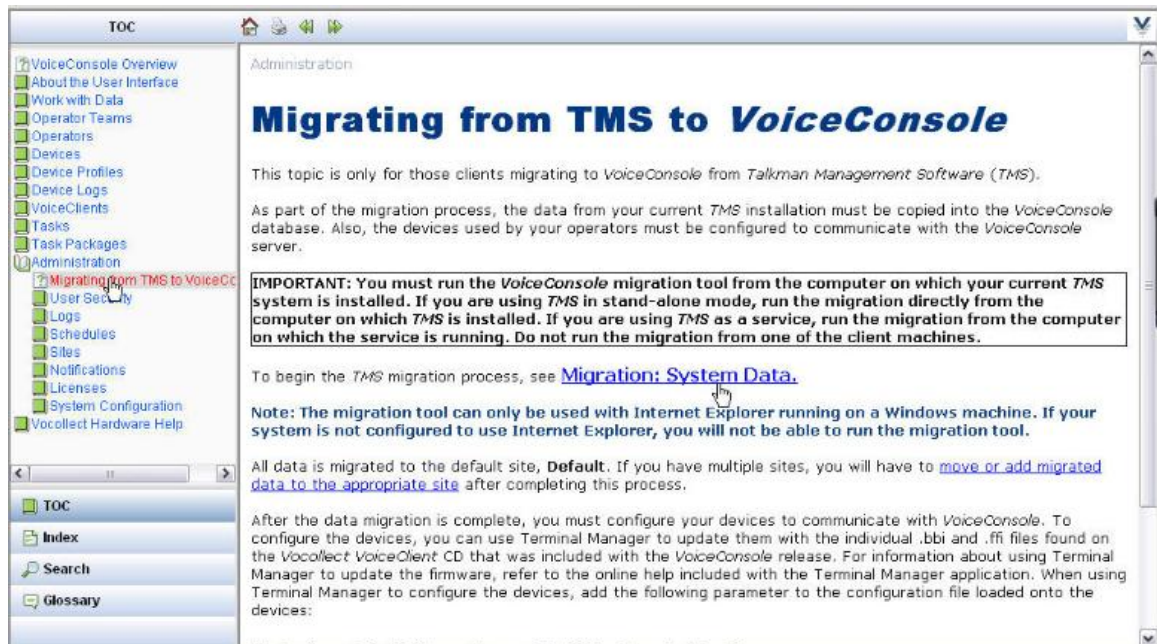 TOC
VoiceConsole Overview
About the User Interface
Work with Data
Operator Teams
Operators
Devices
Device Profiles
Device Logs
VoiceClients
Tasks
Task Packages
Administration
Migrating from TMS to VoiceCc
User Security
Logs
Schedules
Sites
Notifications
Licenses
System Configuration
Vocollect Hardware Help
TOC
Index
Search
Glossary
Administration
Migrating from TMS to VoiceConsole
This topic is only for those clients migrating to VoiceConsole from Talkman Management Software (TMS).
As part of the migration process, the data from your current TMS installation must be copied into the VoiceConsole
database. Also, the devices used by your operators must be configured to communicate with the VoiceConsole
server.
IMPORTANT: You must run the VoiceConsole migration tool from the computer on which your current TMS
system is installed. If you are using TMS in stand-alone mode, run the migration directly from the
computer on which TMS is installed. If you are using TMS as a service, run the migration from the computer
on which the service is running. Do not run the migration from one of the client machines.
To begin the TMS migration process, see Migration: System Data.
Note: The migration tool can only be used with Internet Explorer running on a Windows machine. If your
system is not configured to use Internet Explorer, you will not be able to run the migration tool.
All data is migrated to the default site, Default. If you have multiple sites, you will have to move or add migrated
data to the appropriate site after completing this process.
After the data migration is complete, you must configure your devices to communicate with VoiceConsole. To
configure the devices, you can use Terminal Manager to update them with the individual .bbi and .ffi files found on
the Vocollect VoiceClient CD that was included with the VoiceConsole release. For information about using Terminal
Manager to update the firmware, refer to the online help included with the Terminal Manager application. When using
Terminal Manager to configure the devices, add the following parameter to the configuration file loaded onto the
devices: